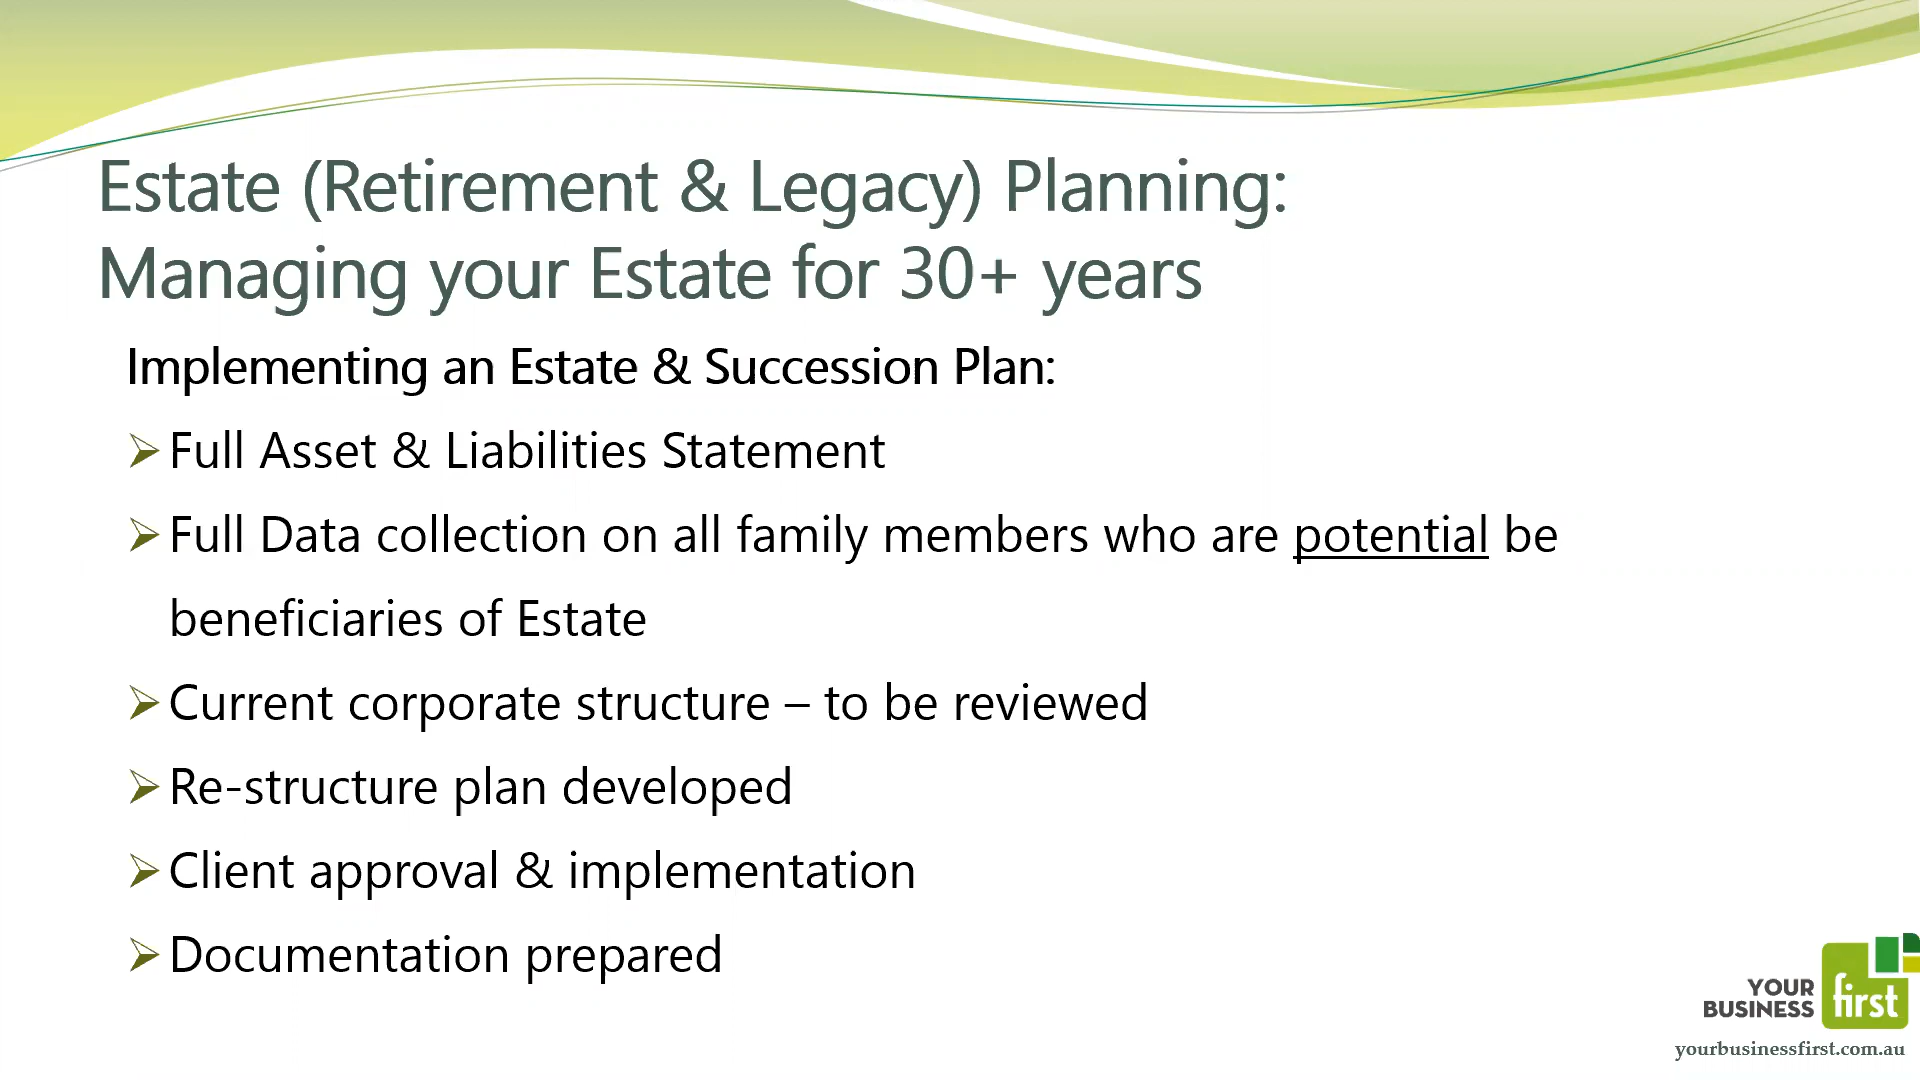 Estate (Retirement & Legacy) Planning:
Managing your Estate for 30+ years
Implementing an Estate & Succession Plan:
Full Asset & Liabilities Statement
Full Data collection on all family members who are potential be
beneficiaries of Estate
Current corporate structure – to be reviewed
Re-structure plan developed
Client approval & implementation
Documentation prepared
YOUR
BUSINESS first
yourbusinessfirst.com.au